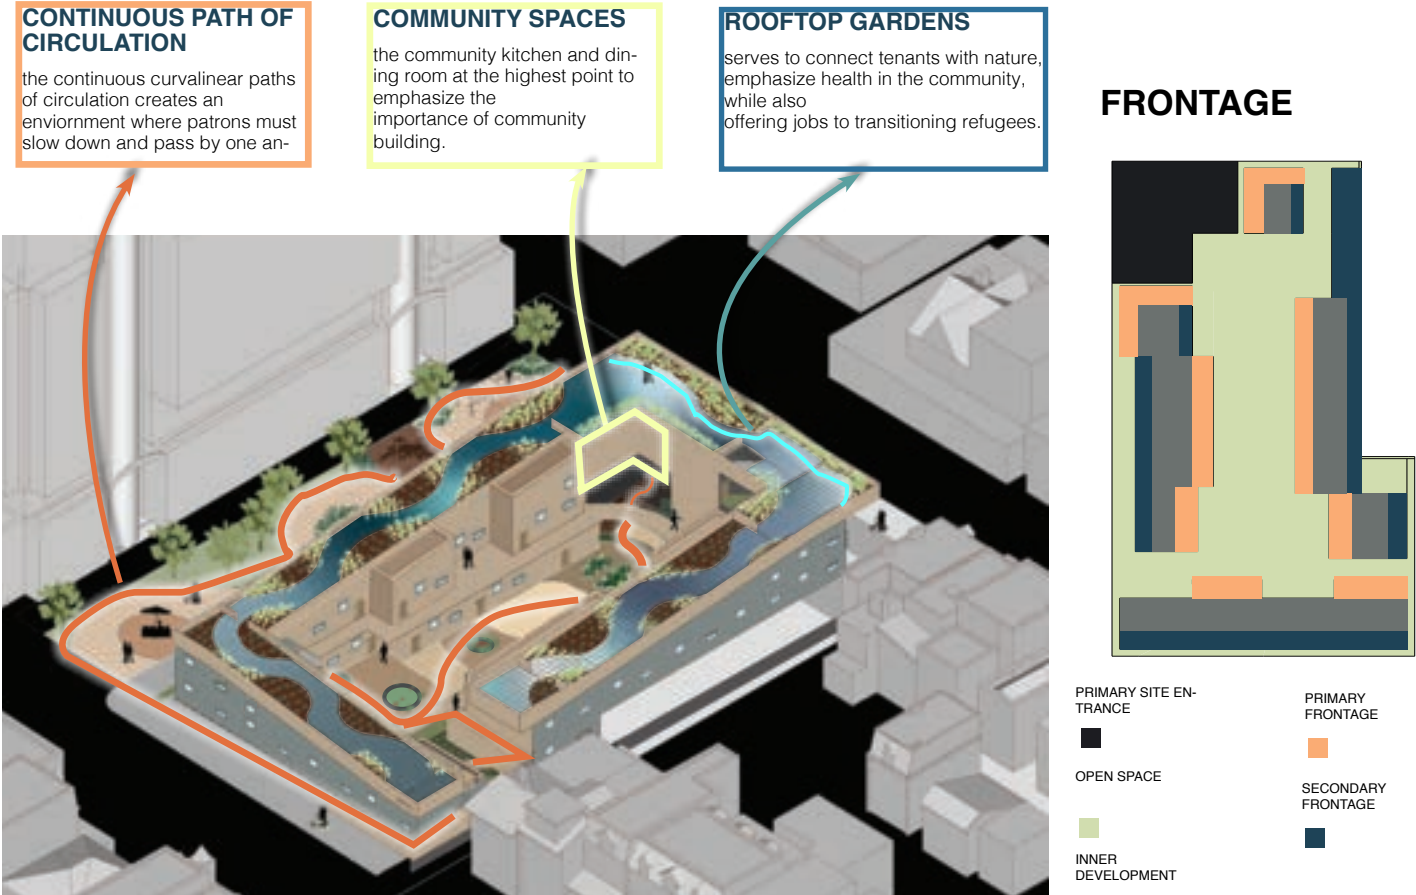 CONTINUOUS PATH OF
CIRCULATION
the continuous curvalinear paths
of circulation creates an
enviornment where patrons must
slow down and pass by one an-
COMMUNITY SPACES
the community kitchen and din-
ing room at the highest point to
emphasize the
importance of community
building.
ROOFTOP GARDENS
serves to connect tenants with nature,
emphasize health in the community,
while also
offering jobs to transitioning refugees.
FRONTAGE
PRIMARY SITE EN-
TRANCE
OPEN SPACE
INNER
DEVELOPMENT
PRIMARY
FRONTAGE
SECONDARY
FRONTAGE